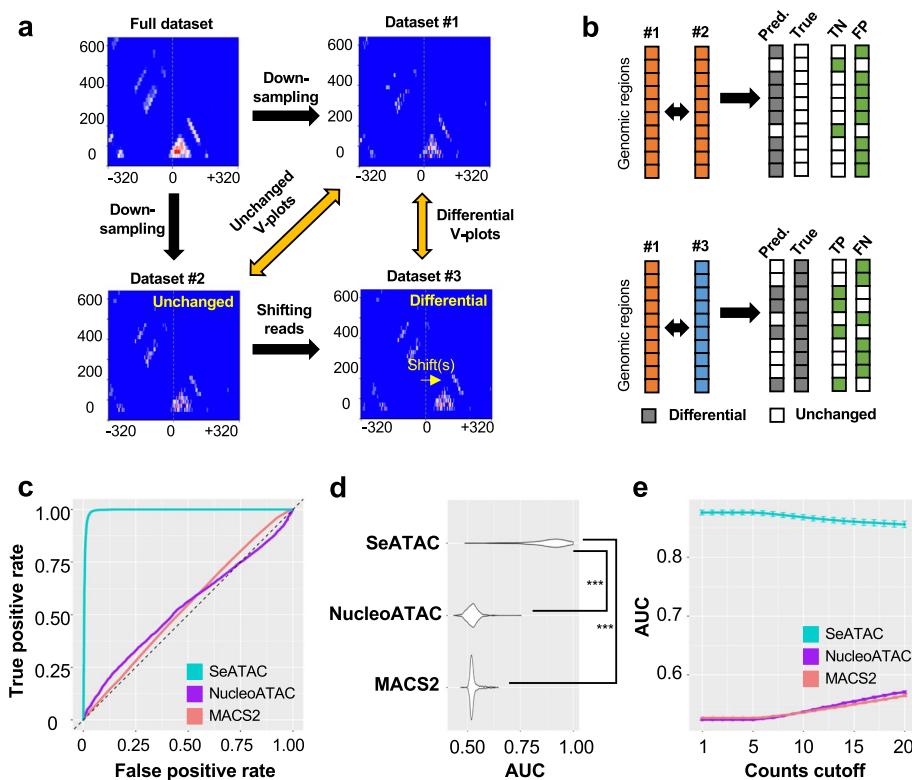 a
Full dataset
600
400
200
0
-320
0
+320
Down-
sampling
Dataset #1
600
400
200
0
-320
0
+320
Down-
sampling
Unchanged
V-plots
Differential
V-plots
Dataset #2
Unchanged
600
400
200
0
-320
0
+320
Shifting
reads
Dataset #3
Differential
Shift(s)
600
400
200
0
-320
0
+320
b
#1
#2
Pred.
True
TN
FP
Genomic regions
#1
#3
Pred.
True
TP
FN
Genomic regions
Differential
Unchanged
c
True positive rate
1.00
0.75
0.50
0.25
0
SeATAC
NucleoATAC
MACS2
0
0.25
0.50
0.75
1.00
False positive rate
d
SeATAC
NucleoATAC
MACS2
***
***
0.50
0.75
1.00
AUC
e
AUC
0.8
0.7
0.6
SeATAC
NucleoATAC
MACS2
1
5
10
15
20
Counts cutoff